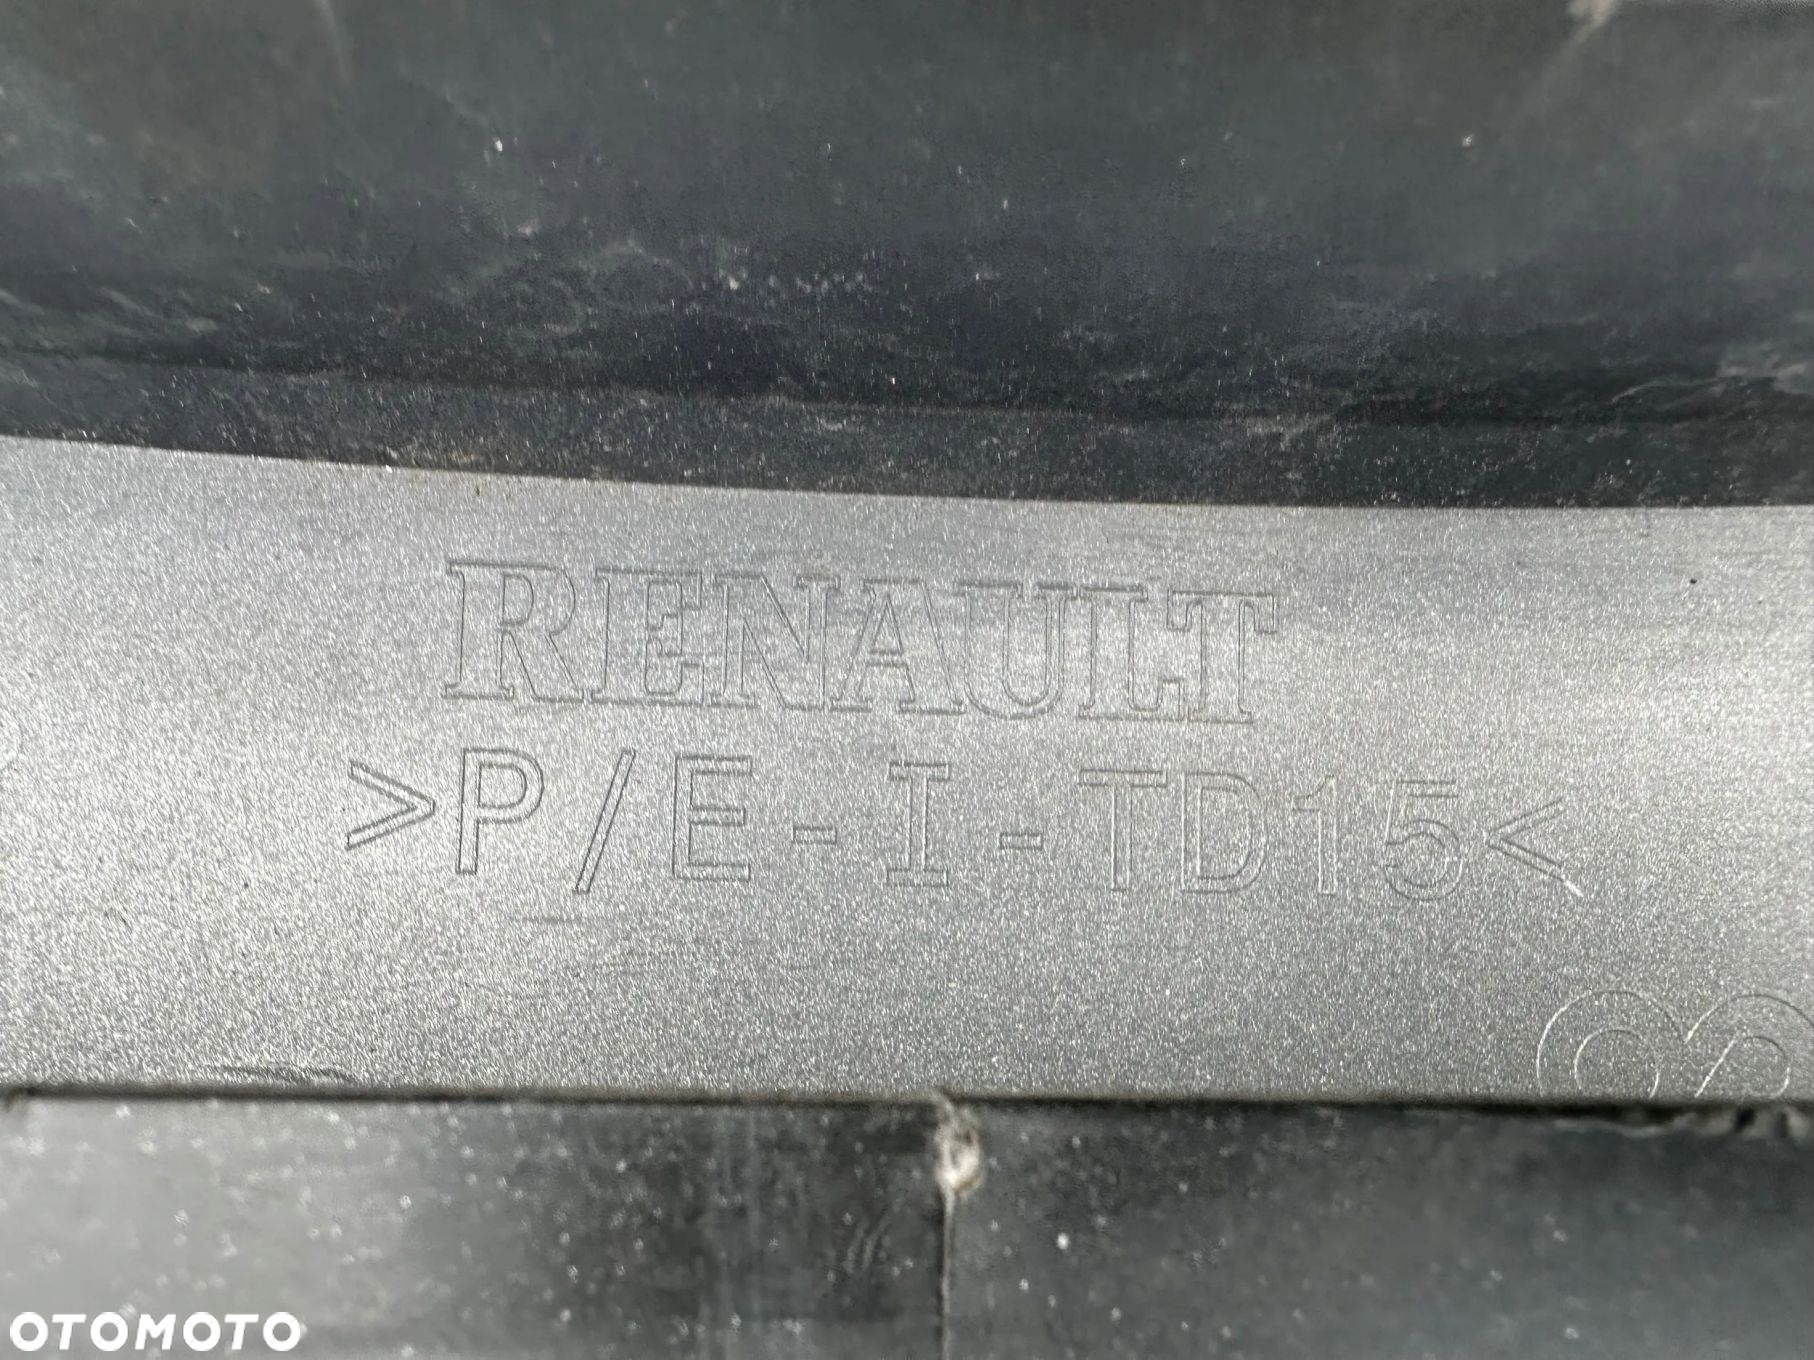 RENAULT
>P/E-I-TD15<
OTOMOTO